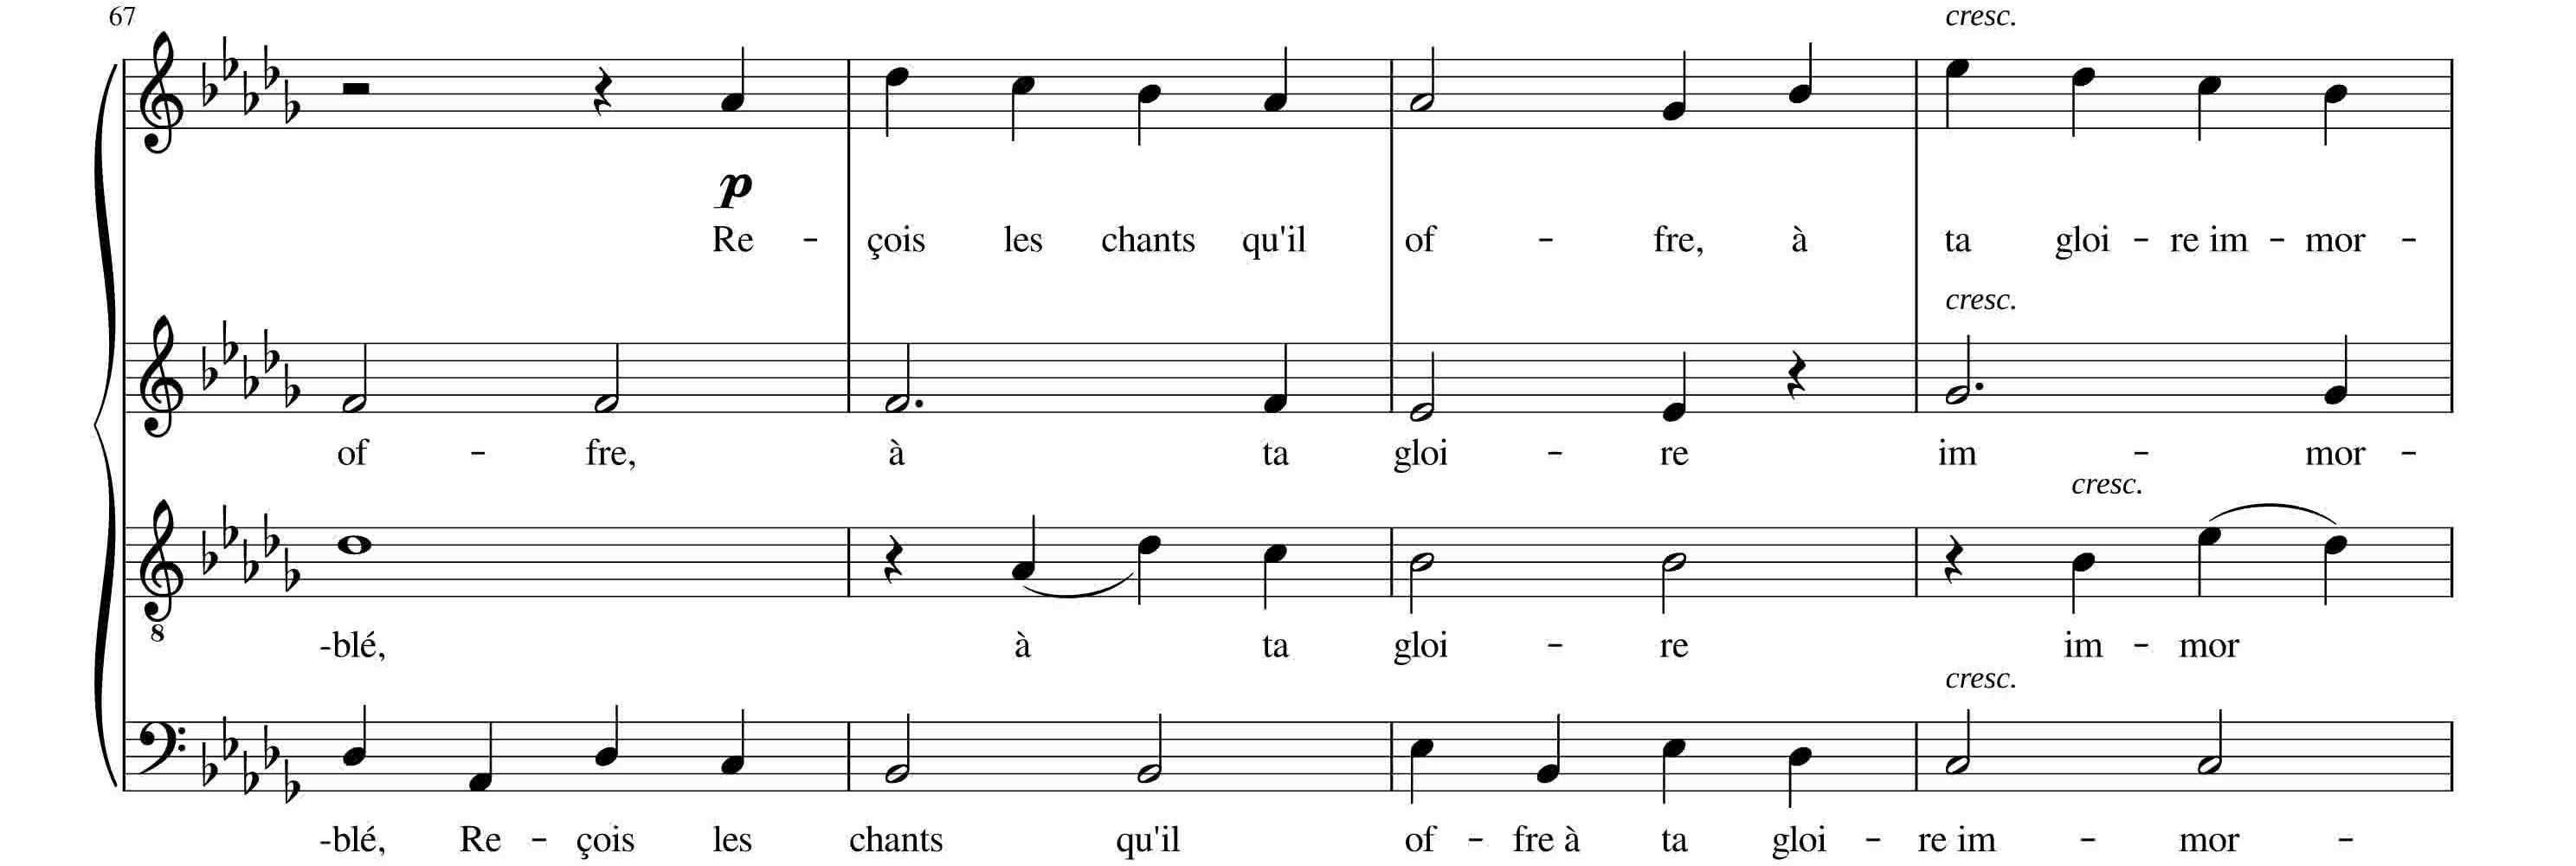 67
cresc.
p
Re - çois les chants qu'il of - fre, à ta gloi - re im - mor -
cresc.
of - fre, à ta gloi - re im - mor -
cresc.
8
-blé, à ta gloi - re im - mor
cresc.
-blé, Re - çois les chants qu'il of - fre à ta gloi - re im - mor -